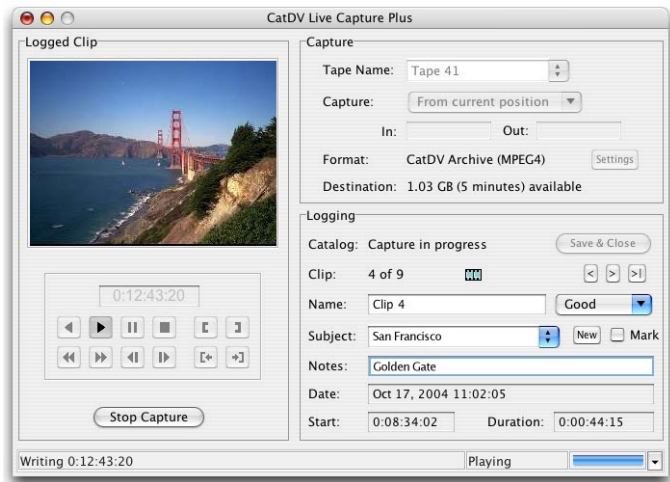 CatDV Live Capture Plus
Logged Clip
0:12:43:20
Stop Capture
Capture
Tape Name: Tape 41
Capture: From current position
In: Out:
Format: CatDV Archive (MPEG4) Settings
Destination: 1.03 GB (5 minutes) available
Logging
Catalog: Capture in progress Save & Close
Clip: 4 of 9 < > >|
Name: Clip 4 Good
Subject: San Francisco New Mark
Notes: Golden Gate
Date: Oct 17, 2004 11:02:05
Start: 0:08:34:02 Duration: 0:00:44:15
Writing 0:12:43:20 Playing